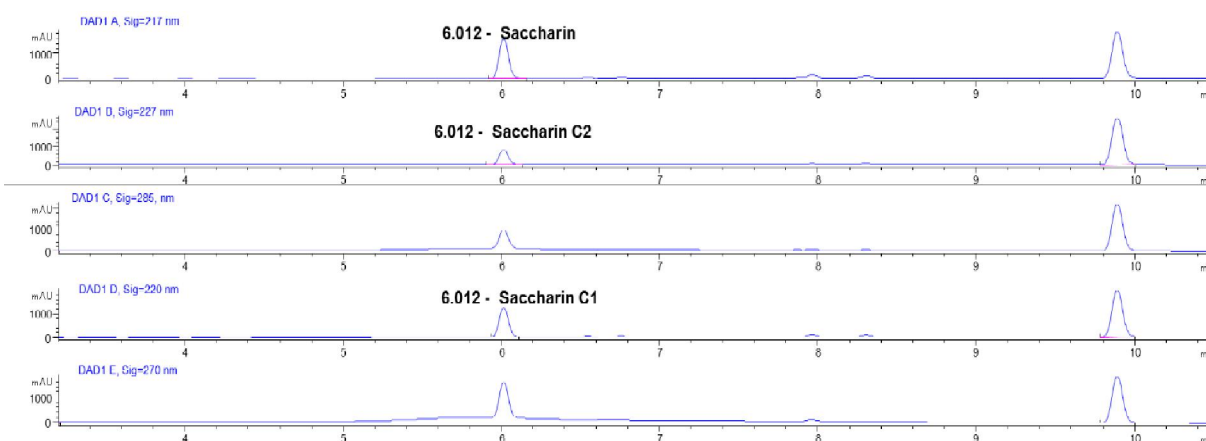 DAD1 A, Sig=217 nm
6.012 - Saccharin
mAU
1000
0
4 5 6 7 8 9 10 m
DAD1 B, Sig=227 nm
6.012 - Saccharin C2
mAU
1000
0
4 5 6 7 8 9 10 m
DAD1 C, Sig=285, nm
mAU
1000
0
4 5 6 7 8 9 10 m
DAD1 D, Sig=220 nm
6.012 - Saccharin C1
mAU
1000
0
4 5 6 7 8 9 10 m
DAD1 E, Sig=270 nm
mAU
1000
0
4 5 6 7 8 9 10 m